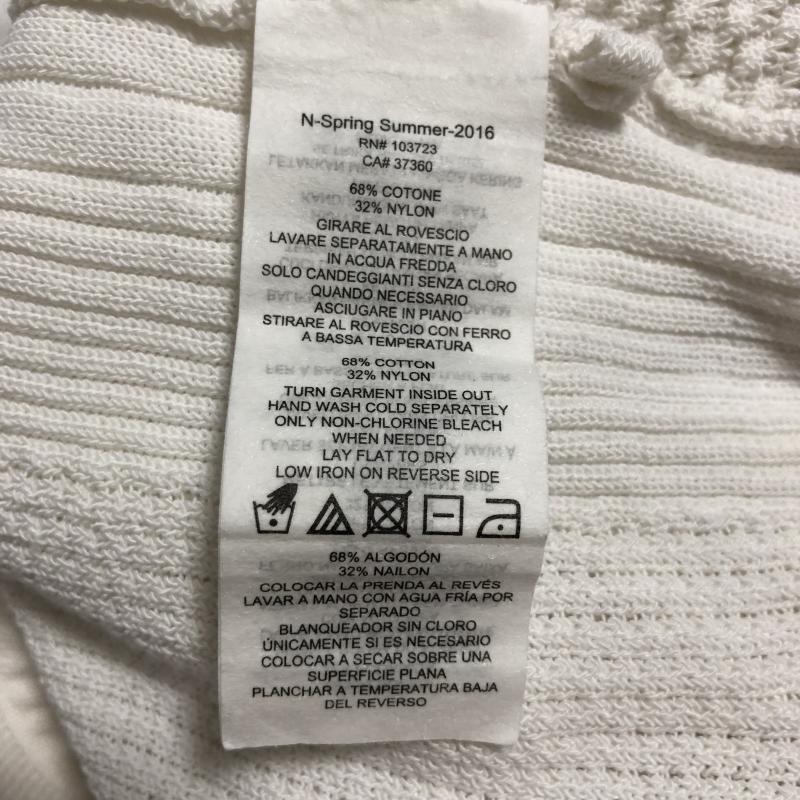 N-Spring Summer-2016
RN# 103723
CA# 37360
68% COTONE
32% NYLON
GIRARE AL ROVESCIO
LAVARE SEPARATAMENTE A MANO
IN ACQUA FREDDA
SOLO CANDEGGIANTI SENZA CLORO
QUANDO NECESSARIO
ASCIUGARE IN PIANO
STIRARE AL ROVESCIO CON FERRO
A BASSA TEMPERATURA
68% COTTON
32% NYLON
TURN GARMENT INSIDE OUT
HAND WASH COLD SEPARATELY
ONLY NON-CHLORINE BLEACH
WHEN NEEDED
LAY FLAT TO DRY
LOW IRON ON REVERSE SIDE
68% ALGODÓN
32% NAILON
COLOCAR LA PRENDA AL REVÉS
LAVAR A MANO CON AGUA FRÍA POR
SEPARADO
BLANQUEADOR SIN CLORO
ÚNICAMENTE SI ES NECESARIO
COLOCAR A SECAR SOBRE UNA
SUPERFICIE PLANA
PLANCHAR A TEMPERATURA BAJA
DEL REVERSO